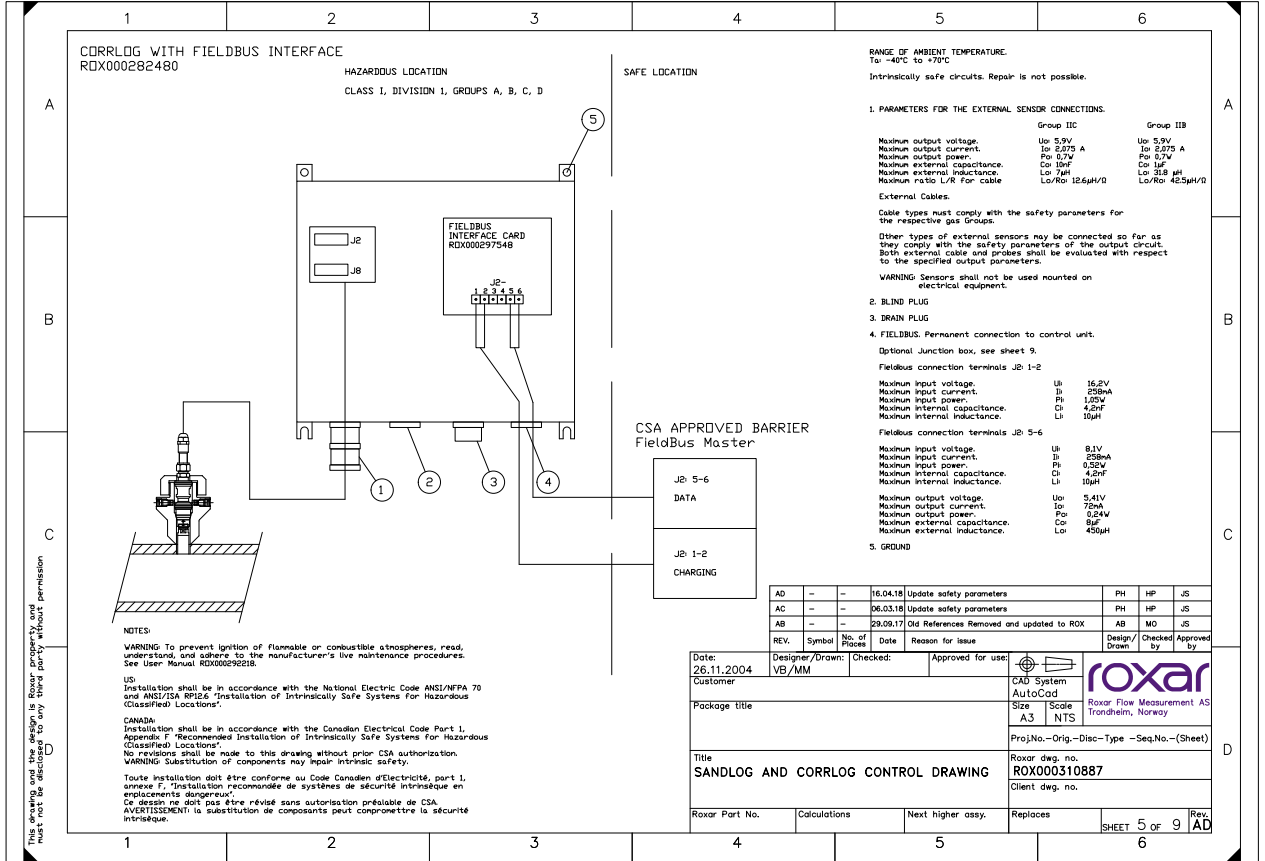 1 2 3 4 5 6
CORRLOG WITH FIELDBUS INTERFACE
ROX000282480
HAZARDOUS LOCATION
CLASS I, DIVISION 1, GROUPS A, B, C, D
SAFE LOCATION
A
B
C
D
5
J2
J8
FIELDBUS
INTERFACE CARD
ROX000297548
J2-
1 2 3 4 5 6
1
2
3
4
CSA APPROVED BARRIER
FieldBus Master
J2: 5-6
DATA
J2: 1-2
CHARGING
RANGE OF AMBIENT TEMPERATURE.
Ta: -40°C to +70°C
Intrinsically safe circuits. Repair is not possible.
1. PARAMETERS FOR THE EXTERNAL SENSOR CONNECTIONS.
Group IIC Group IIB
Maximum output voltage. Uo: 5,9V Uo: 5,9V
Maximum output current. Io: 2,075 A Io: 2,075 A
Maximum output power. Po: 0,7W Po: 0,7W
Maximum external capacitance. Co: 10nF Co: 1µF
Maximum external inductance. Lo: 7µH Lo: 31.8 µH
Maximum ratio L/R for cable Lo/Ro: 12.6µH/Ω Lo/Ro: 42.5µH/Ω
External Cables.
Cable types must comply with the safety parameters for
the respective gas Groups.
Other types of external sensors may be connected so far as
they comply with the safety parameters of the output circuit.
Both external cable and probes shall be evaluated with respect
to the specified output parameters.
WARNING: Sensors shall not be used mounted on
electrical equipment.
2. BLIND PLUG
3. DRAIN PLUG
4. FIELDBUS. Permanent connection to control unit.
Optional Junction box, see sheet 9.
Fieldbus connection terminals J2: 1-2
Maximum input voltage. Ui: 16,2V
Maximum input current. Ii: 258mA
Maximum input power. Pi: 1,05W
Maximum internal capacitance. Ci: 4,2nF
Maximum internal inductance. Li: 10µH
Fieldbus connection terminals J2: 5-6
Maximum input voltage. Ui: 8,1V
Maximum input current. Ii: 258mA
Maximum input power. Pi: 0,52W
Maximum internal capacitance. Ci: 4,2nF
Maximum internal inductance. Li: 10µH
Maximum output voltage. Uo: 5,41V
Maximum output current. Io: 72mA
Maximum output power. Po: 0,24W
Maximum external capacitance. Co: 8µF
Maximum external inductance. Lo: 450µH
5. GROUND
This drawing and the design is Roxar property and
must not be disclosed to any third party without permission
NOTES:
WARNING: To prevent ignition of flammable or combustible atmospheres, read,
understand, and adhere to the manufacturer's live maintenance procedures.
See User Manual ROX000292218.
US:
Installation shall be in accordance with the National Electric Code ANSI/NFPA 70
and ANSI/ISA RP12.6 "Installation of Intrinsically Safe Systems for Hazardous
(Classified) Locations".
CANADA:
Installation shall be in accordance with the Canadian Electrical Code Part 1,
Appendix F "Recommended Installation of Intrinsically Safe Systems for Hazardous
(Classified) Locations".
No revisions shall be made to this drawing without prior CSA authorization.
WARNING: Substitution of components may impair intrinsic safety.
Toute installation doit être conforme au Code Canadien d'Electricité, part 1,
annexe F, "Installation recommandée de systèmes de sécurité intrinsèque en
enplacements dangereux".
Ce dessin ne doit pas être révisé sans autorisation préalable de CSA.
AVERTISSEMENT: la substitution de composants peut compromettre la sécurité
intrisèque.
AD - - 16.04.18 Update safety parameters PH HP JS
AC - - 06.03.18 Update safety parameters PH HP JS
AB - - 29.09.17 Old References Removed and updated to ROX AB MO JS
REV. Symbol No. of Places Date Reason for issue Design/Drawn Checked by Approved by
Date: 26.11.2004
Designer/Drawn: VB/MM
Checked:
Approved for use:
Customer
CAD System
AutoCad
Package title
Size A3
Scale NTS
roxar
Roxar Flow Measurement AS
Trondheim, Norway
Proj.No.-Orig.-Disc-Type -Seq.No.-(Sheet)
Title
SANDLOG AND CORRLOG CONTROL DRAWING
Roxar dwg. no.
ROX000310887
Client dwg. no.
Roxar Part No.
Calculations
Next higher assy.
Replaces
SHEET 5 OF 9
Rev. AD
A
B
C
D
1 2 3 4 5 6